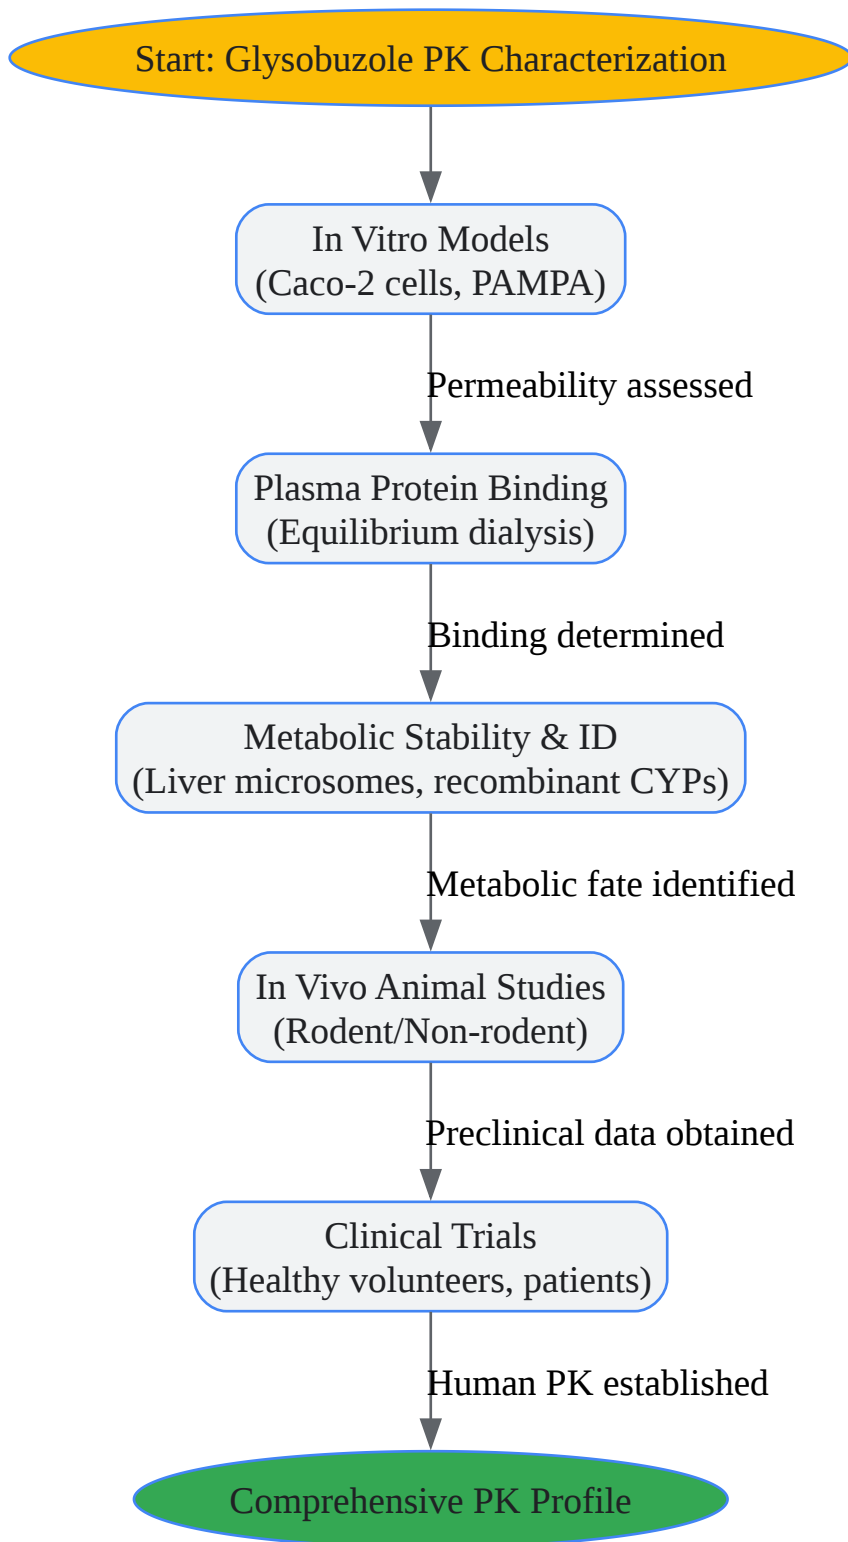 Start: Glysobuzole PK Characterization
In Vitro Models
(Caco-2 cells, PAMPA)
Permeability assessed
Plasma Protein Binding
(Equilibrium dialysis)
Binding determined
Metabolic Stability & ID
(Liver microsomes, recombinant CYPs)
Metabolic fate identified
In Vivo Animal Studies
(Rodent/Non-rodent)
Preclinical data obtained
Clinical Trials
(Healthy volunteers, patients)
Human PK established
Comprehensive PK Profile